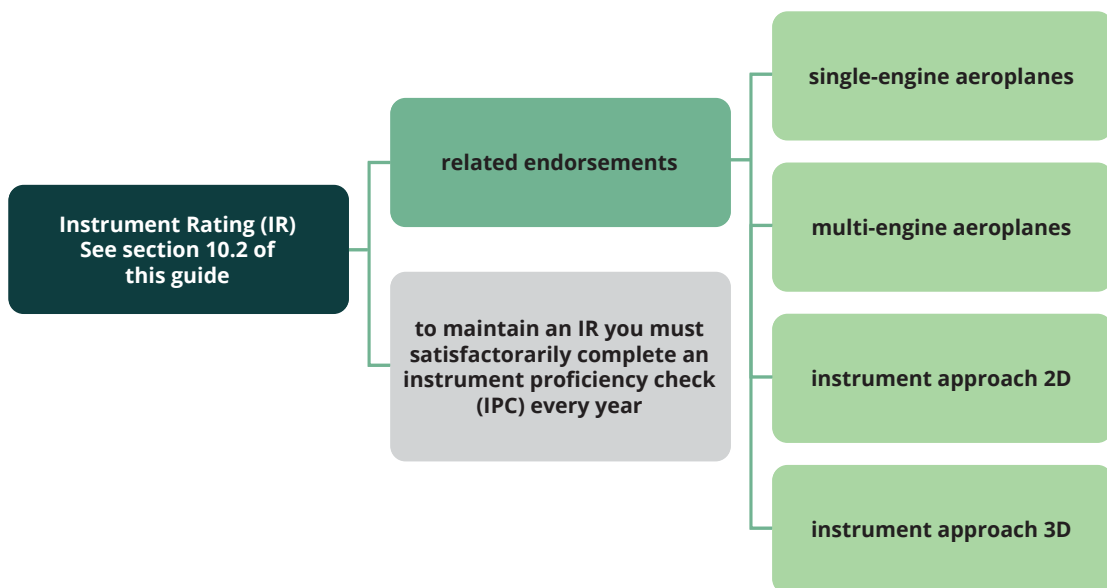 Instrument Rating (IR)
See section 10.2 of
this guide
related endorsements
to maintain an IR you must
satisfactorarily complete an
instrument proficiency check
(IPC) every year
single-engine aeroplanes
multi-engine aeroplanes
instrument approach 2D
instrument approach 3D